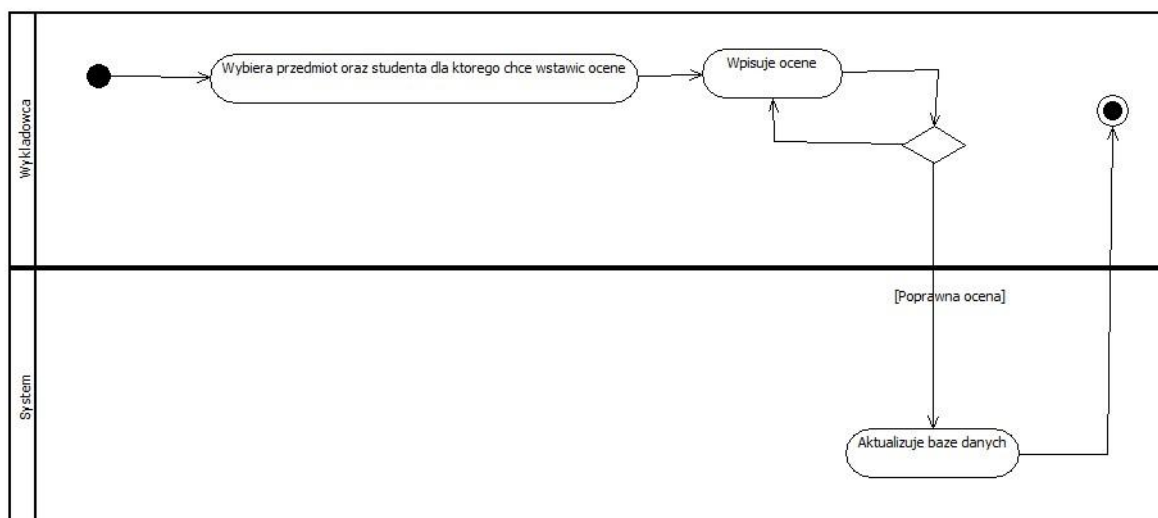 Wykladowca
Wybiera przedmiot oraz studenta dla ktorego chce wstawic ocene
Wpisuje ocene
System
[Poprawna ocena]
Aktualizuje baze danych